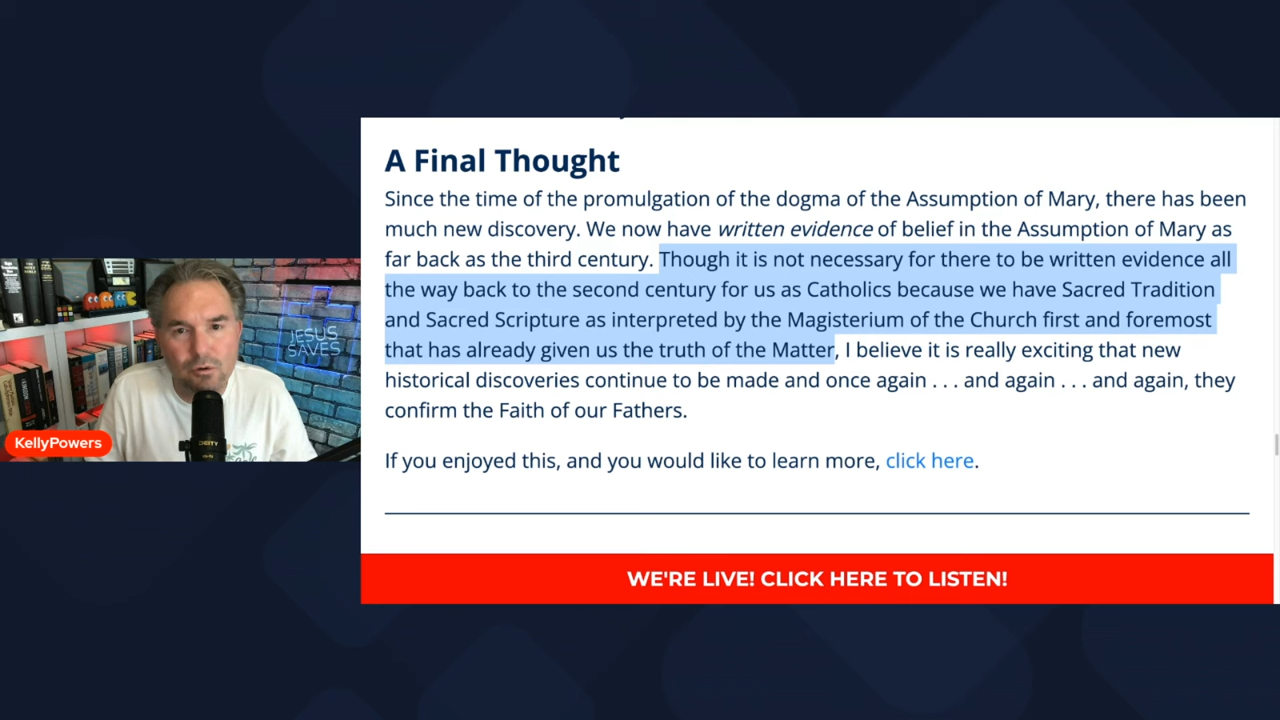 A Final Thought
Since the time of the promulgation of the dogma of the Assumption of Mary, there has been
much new discovery. We now have written evidence of belief in the Assumption of Mary as
far back as the third century. Though it is not necessary for there to be written evidence all
the way back to the second century for us as Catholics because we have Sacred Tradition
and Sacred Scripture as interpreted by the Magisterium of the Church first and foremost
that has already given us the truth of the Matter, I believe it is really exciting that new
historical discoveries continue to be made and once again . . . and again . . . and again, they
confirm the Faith of our Fathers.
If you enjoyed this, and you would like to learn more, click here.
WE'RE LIVE! CLICK HERE TO LISTEN!
JESUS
SAVES
DEITY
KellyPowers